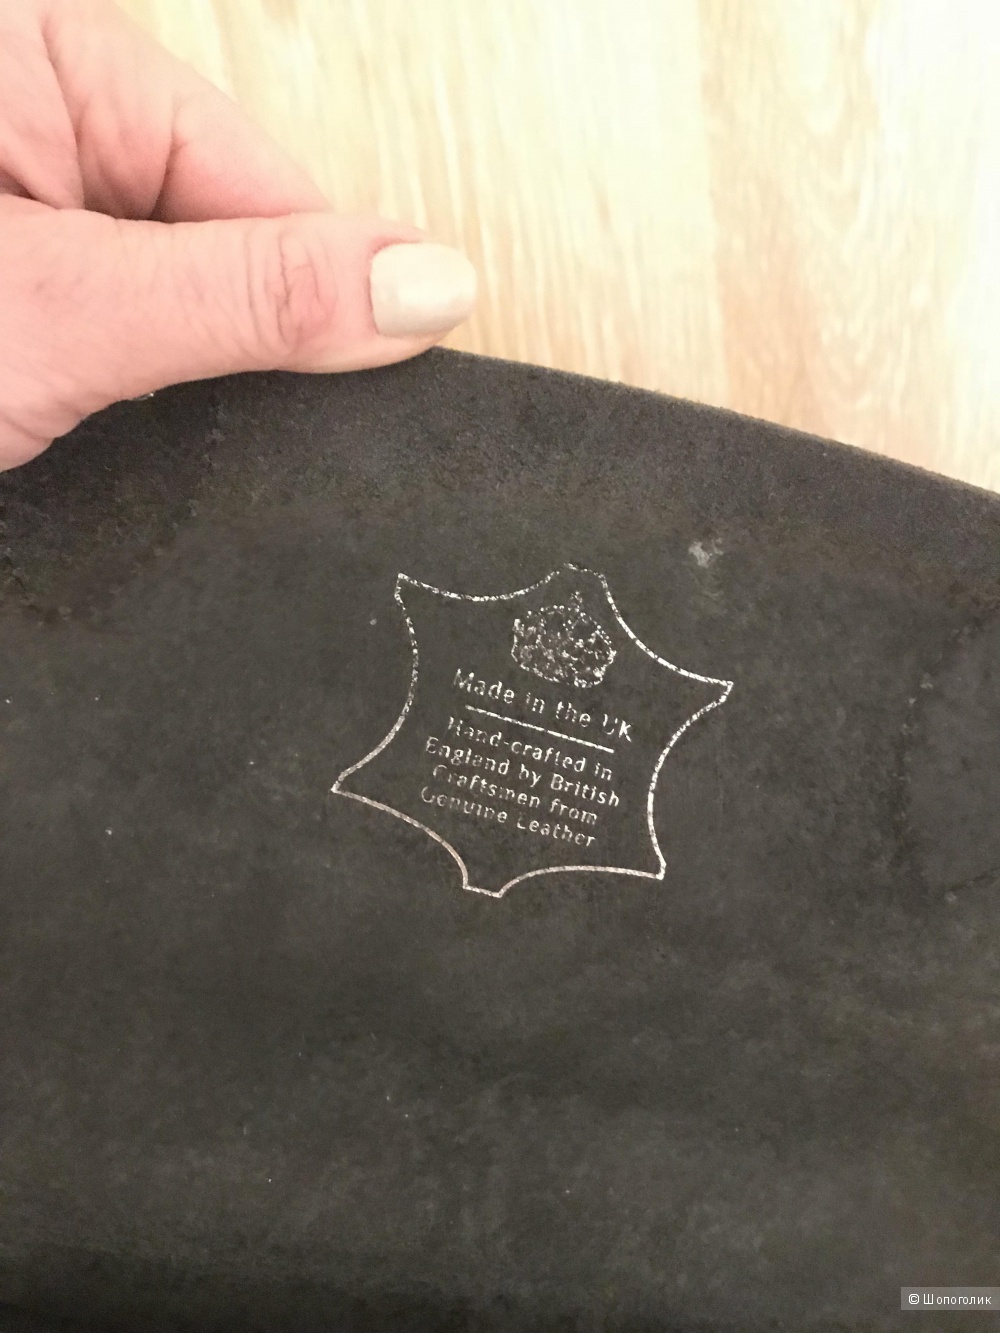 Made in the UK
Hand-crafted in
England by British
Craftsmen from
Genuine Leather
© Шопоголик